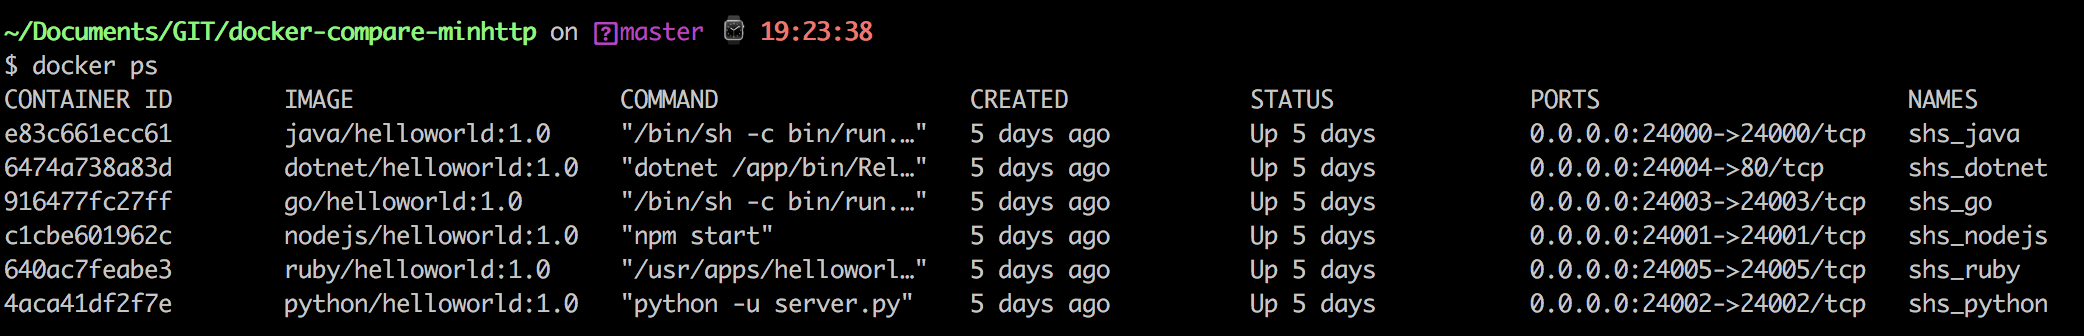 ~/Documents/GIT/docker-compare-minhttp on ?master ⌚ 19:23:38
$ docker ps
CONTAINER ID IMAGE COMMAND CREATED STATUS PORTS NAMES
e83c661ecc61 java/helloworld:1.0 "/bin/sh -c bin/run.…" 5 days ago Up 5 days 0.0.0.0:24000->24000/tcp shs_java
6474a738a83d dotnet/helloworld:1.0 "dotnet /app/bin/Rel…" 5 days ago Up 5 days 0.0.0.0:24004->80/tcp shs_dotnet
916477fc27ff go/helloworld:1.0 "/bin/sh -c bin/run.…" 5 days ago Up 5 days 0.0.0.0:24003->24003/tcp shs_go
c1cbe601962c nodejs/helloworld:1.0 "npm start" 5 days ago Up 5 days 0.0.0.0:24001->24001/tcp shs_nodejs
640ac7feabe3 ruby/helloworld:1.0 "/usr/apps/helloworl…" 5 days ago Up 5 days 0.0.0.0:24005->24005/tcp shs_ruby
4aca41df2f7e python/helloworld:1.0 "python -u server.py" 5 days ago Up 5 days 0.0.0.0:24002->24002/tcp shs_python